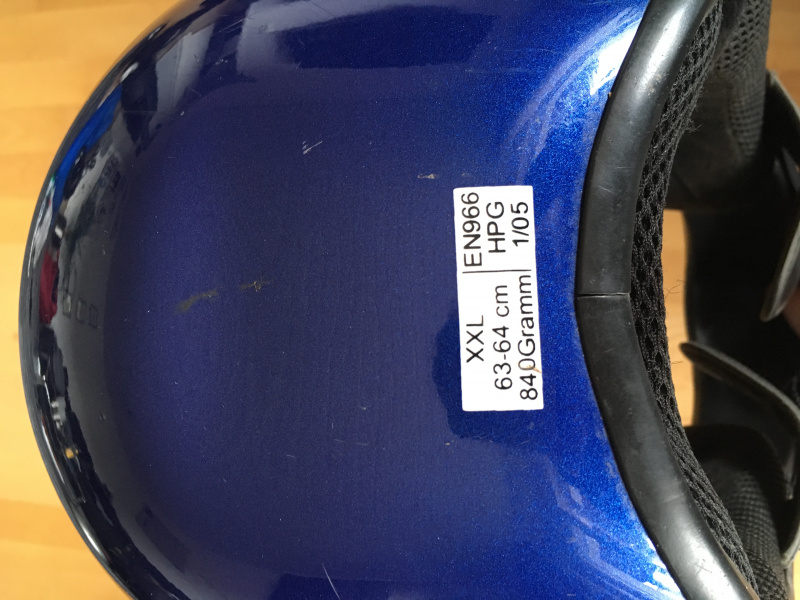 XXL | EN966
63-64 cm | HPG
840Gramm | 1/05